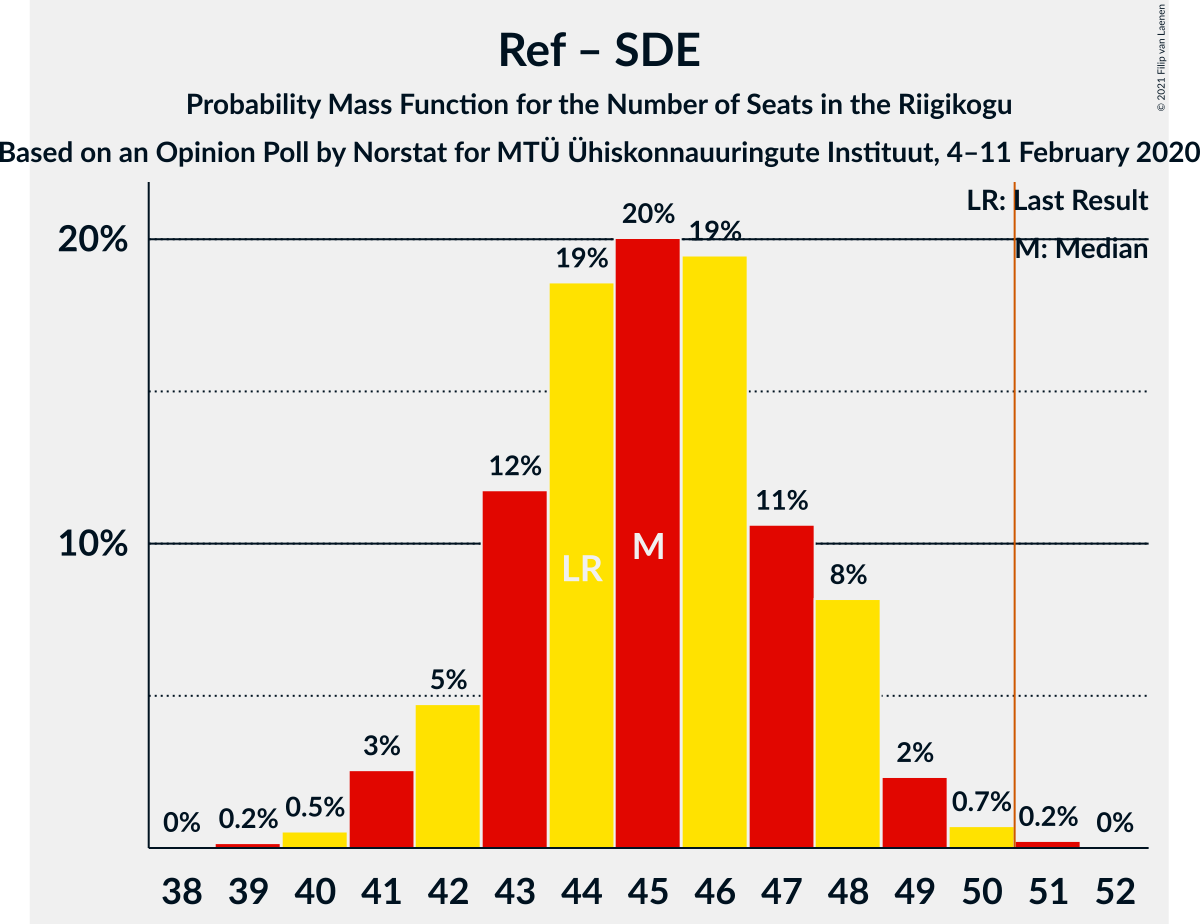 Ref – SDE
Probability Mass Function for the Number of Seats in the Riigikogu
Based on an Opinion Poll by Norstat for MTÜ Ühiskonnauuringute Instituut, 4–11 February 2020
© 2021 Filip van Laenen
LR: Last Result
M: Median
20%
10%
0%
0.2%
0.5%
3%
5%
12%
19%
20%
19%
11%
8%
2%
0.7%
0.2%
0%
LR
M
38 39 40 41 42 43 44 45 46 47 48 49 50 51 52